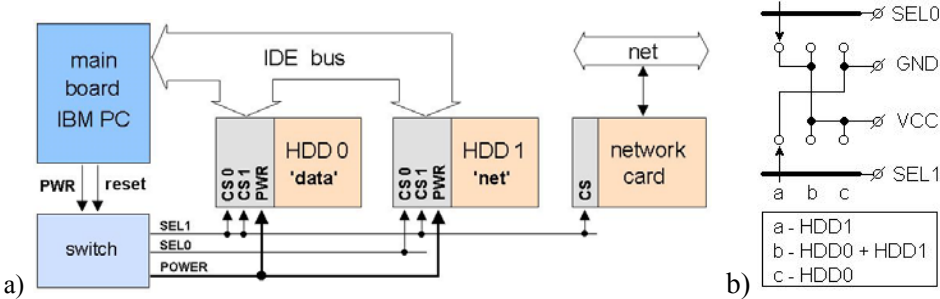 main
board
IBM PC
IDE bus
net
HDD 0
'data'
CS 0
CS 1
PWR
HDD 1
'net'
CS 0
CS 1
PWR
network
card
CS
PWR
reset
switch
SEL1
SEL0
POWER
a)
SEL0
GND
VCC
SEL1
a b c
a - HDD1
b - HDD0 + HDD1
c - HDD0
b)